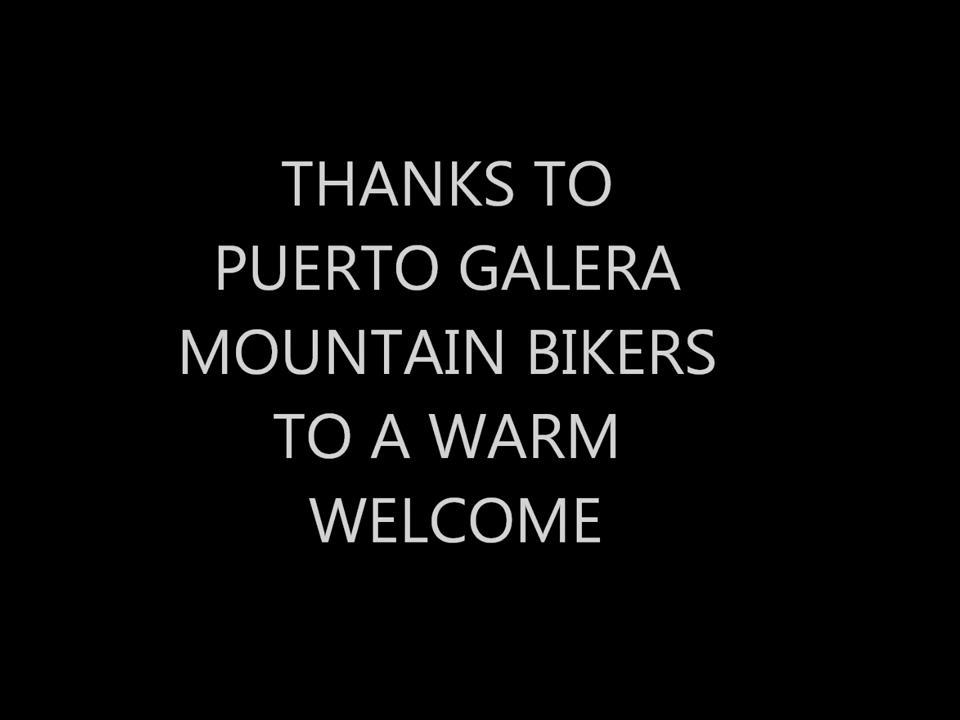 THANKS TO
PUERTO GALERA
MOUNTAIN BIKERS
TO A WARM
WELCOME